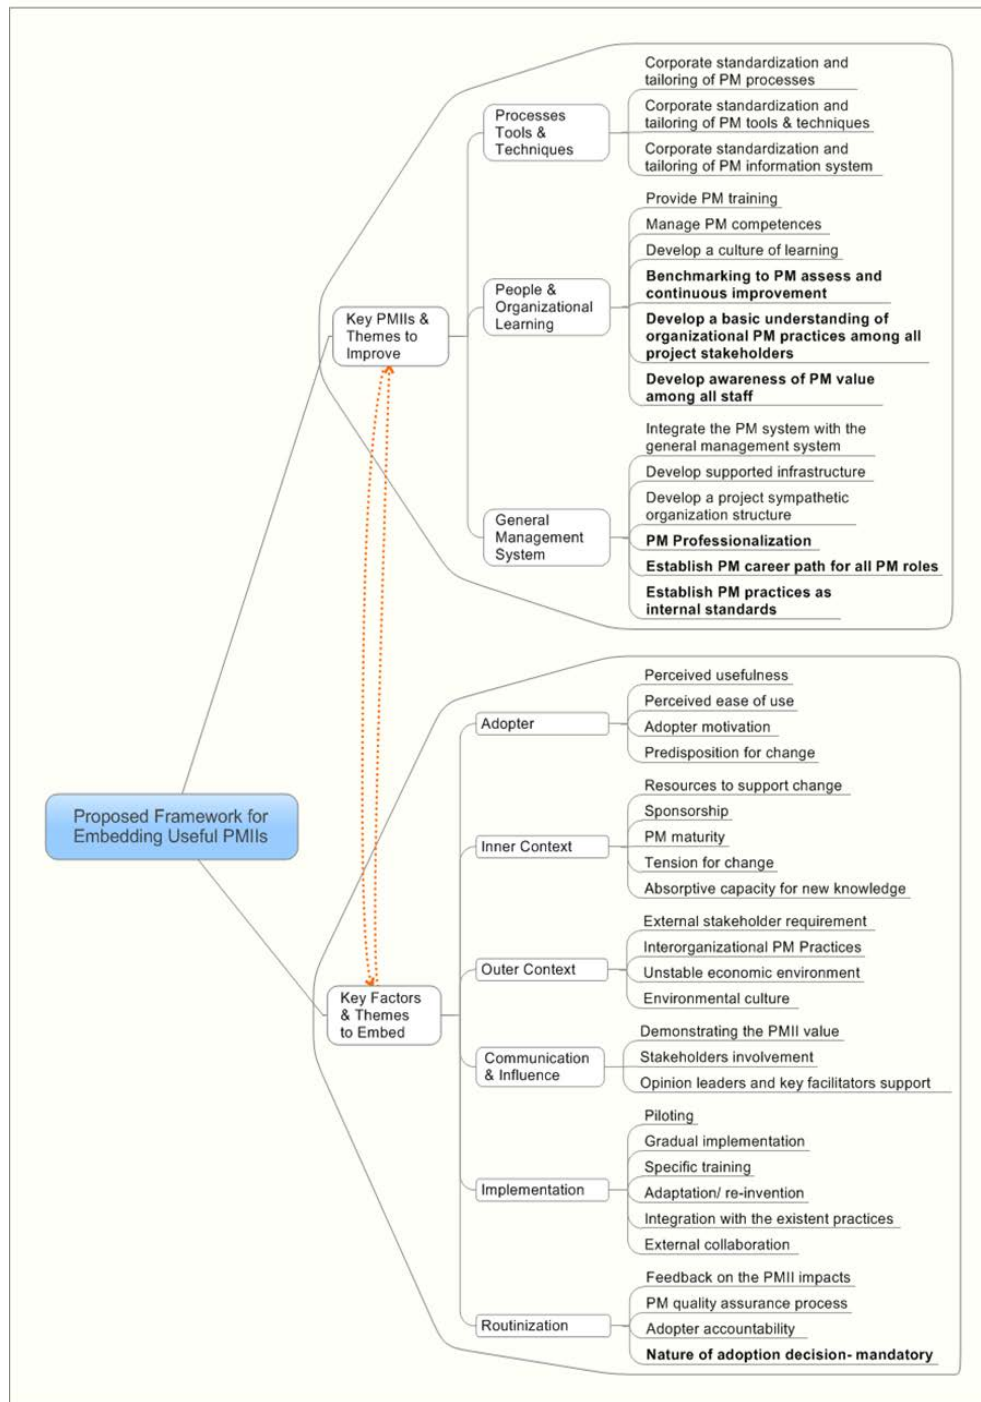 Proposed Framework for
Embedding Useful PMIIs
Key PMIIs &
Themes to
Improve
Processes
Tools &
Techniques
Corporate standardization and
tailoring of PM processes
Corporate standardization and
tailoring of PM tools & techniques
Corporate standardization and
tailoring of PM information system
People &
Organizational
Learning
Provide PM training
Manage PM competences
Develop a culture of learning
Benchmarking to PM assess and
continuous improvement
Develop a basic understanding of
organizational PM practices among all
project stakeholders
Develop awareness of PM value
among all staff
General
Management
System
Integrate the PM system with the
general management system
Develop supported infrastructure
Develop a project sympathetic
organization structure
PM Professionalization
Establish PM career path for all PM roles
Establish PM practices as
internal standards
Key Factors
& Themes
to Embed
Adopter
Perceived usefulness
Perceived ease of use
Adopter motivation
Predisposition for change
Inner Context
Resources to support change
Sponsorship
PM maturity
Tension for change
Absorptive capacity for new knowledge
Outer Context
External stakeholder requirement
Interorganizational PM Practices
Unstable economic environment
Environmental culture
Communication
& Influence
Demonstrating the PMII value
Stakeholders involvement
Opinion leaders and key facilitators support
Implementation
Piloting
Gradual implementation
Specific training
Adaptation/ re-invention
Integration with the existent practices
External collaboration
Routinization
Feedback on the PMII impacts
PM quality assurance process
Adopter accountability
Nature of adoption decision- mandatory